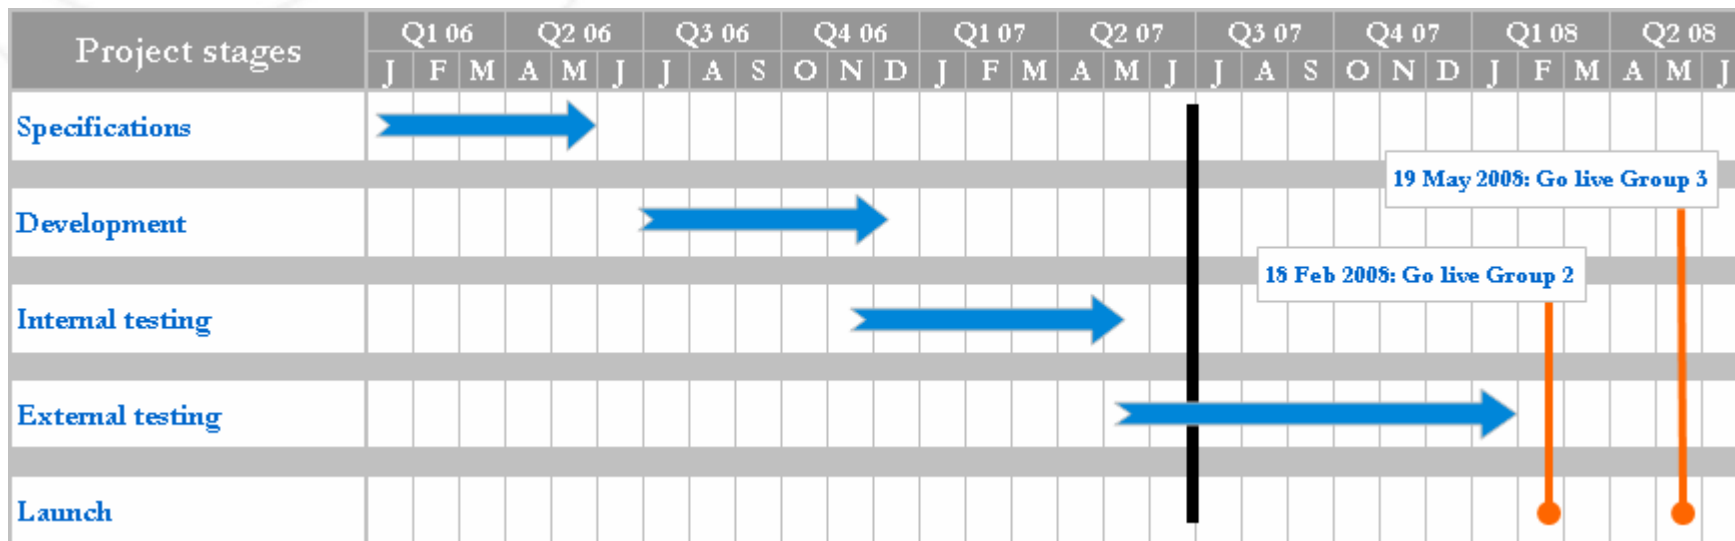 Project stages
Q1 06 Q2 06 Q3 06 Q4 06 Q1 07 Q2 07 Q3 07 Q4 07 Q1 08 Q2 08
J F M A M J J A S O N D J F M A M J J A S O N D J F M A M J
Specifications
19 May 2008: Go live Group 3
Development
18 Feb 2008: Go live Group 2
Internal testing
External testing
Launch